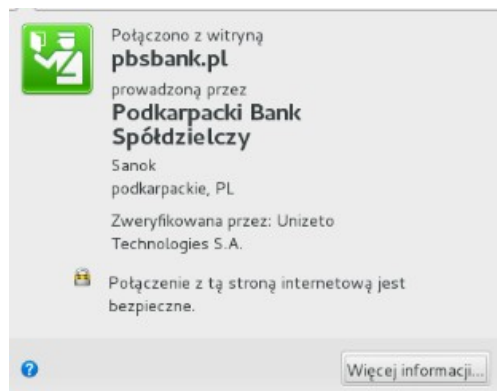 Połączono z witryną
pbsbank.pl
prowadzoną przez
Podkarpacki Bank
Spółdzielczy
Sanok
podkarpackie, PL
Zweryfikowana przez: Unizeto
Technologies S.A.
Połączenie z tą stroną internetową jest
bezpieczne.
?
Więcej informacji...